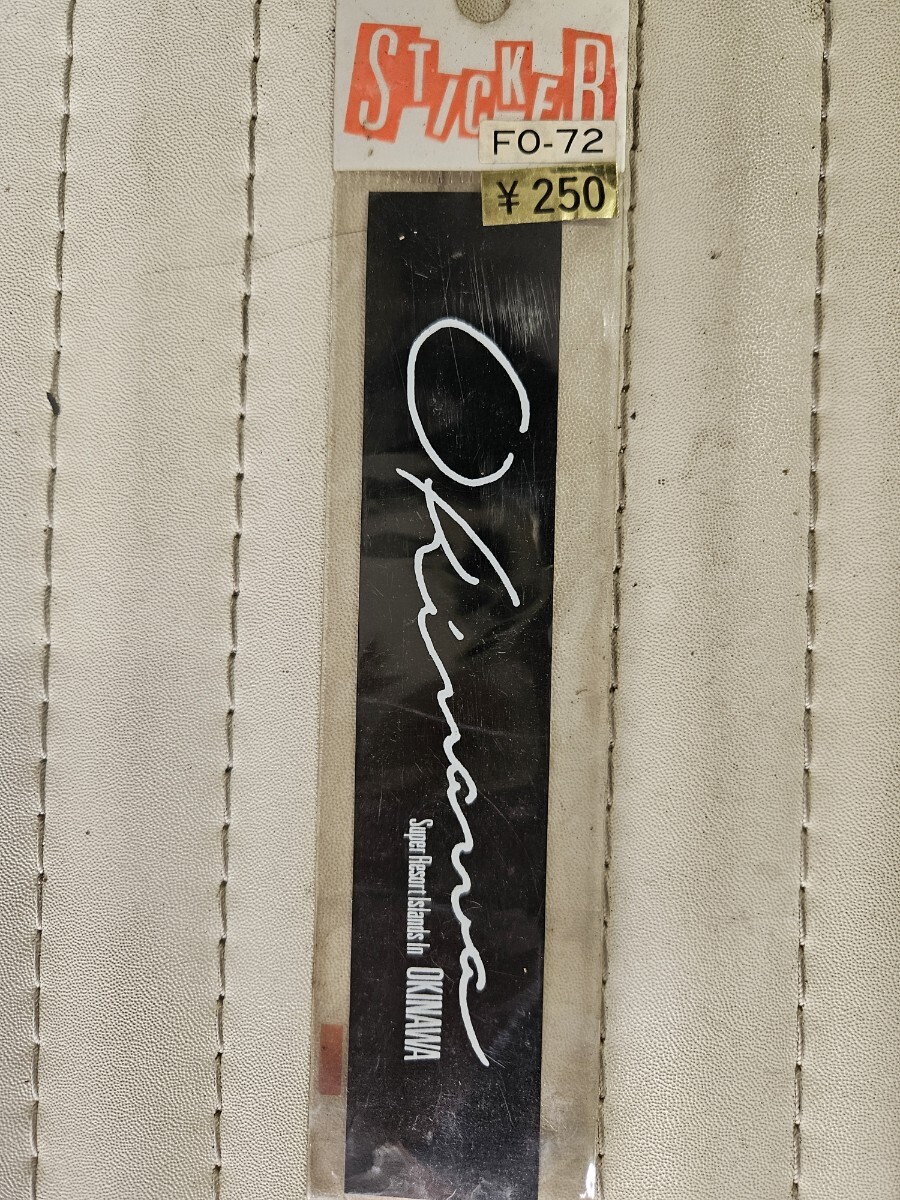 STICKER
FO-72
¥250
Okinawa
Super Resort Islands In OKINAWA